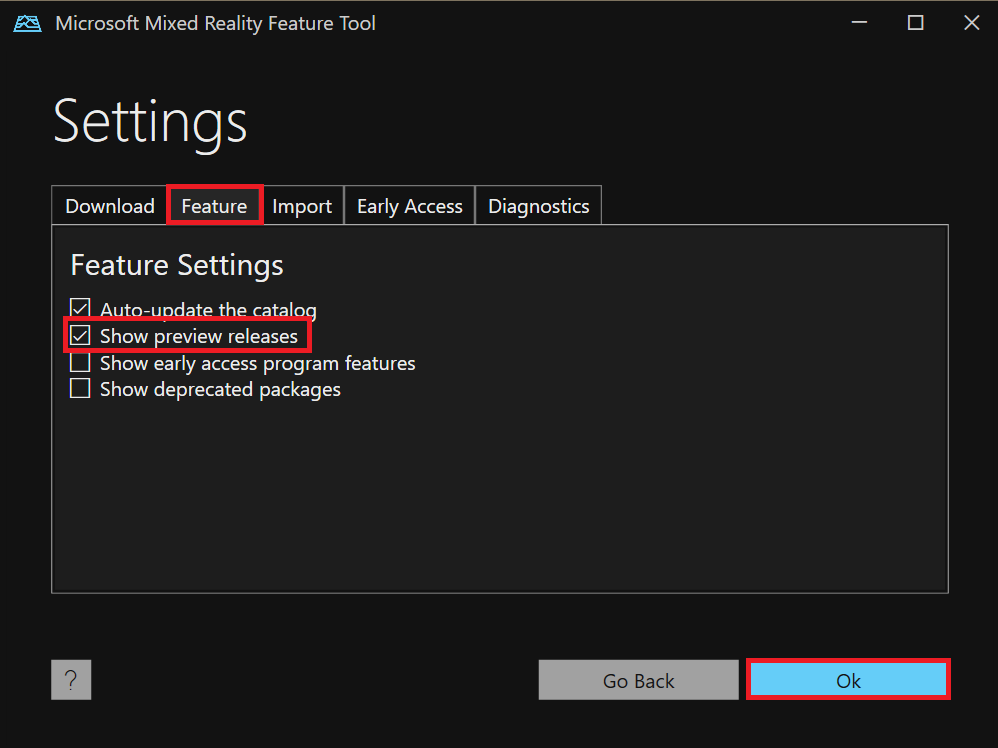 Microsoft Mixed Reality Feature Tool
Settings
Download Feature Import Early Access Diagnostics
Feature Settings
Auto-update the catalog
Show preview releases
Show early access program features
Show deprecated packages
? Go Back Ok